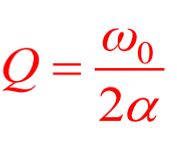 Q = ω₀ / 2α